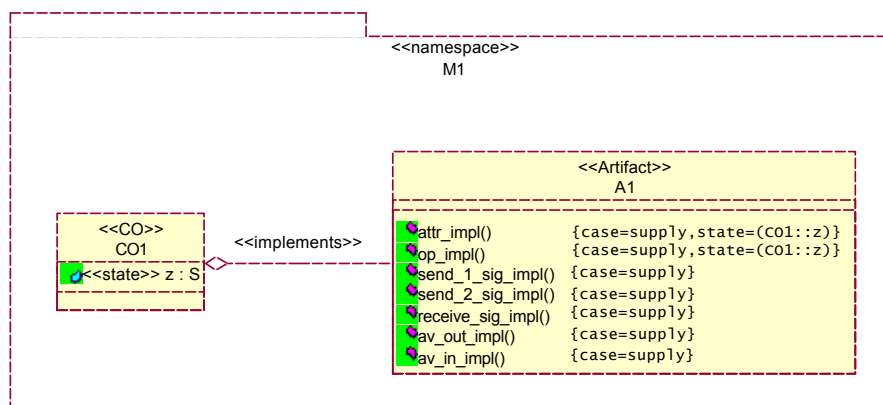 <<namespace>>
M1
<<Artifact>>
A1
<<CO>>
CO1
<<implements>>
<<state>> z : S
attr_impl() {case=supply,state=(CO1::z)}
op_impl() {case=supply,state=(CO1::z)}
send_1_sig_impl() {case=supply}
send_2_sig_impl() {case=supply}
receive_sig_impl() {case=supply}
av_out_impl() {case=supply}
av_in_impl() {case=supply}